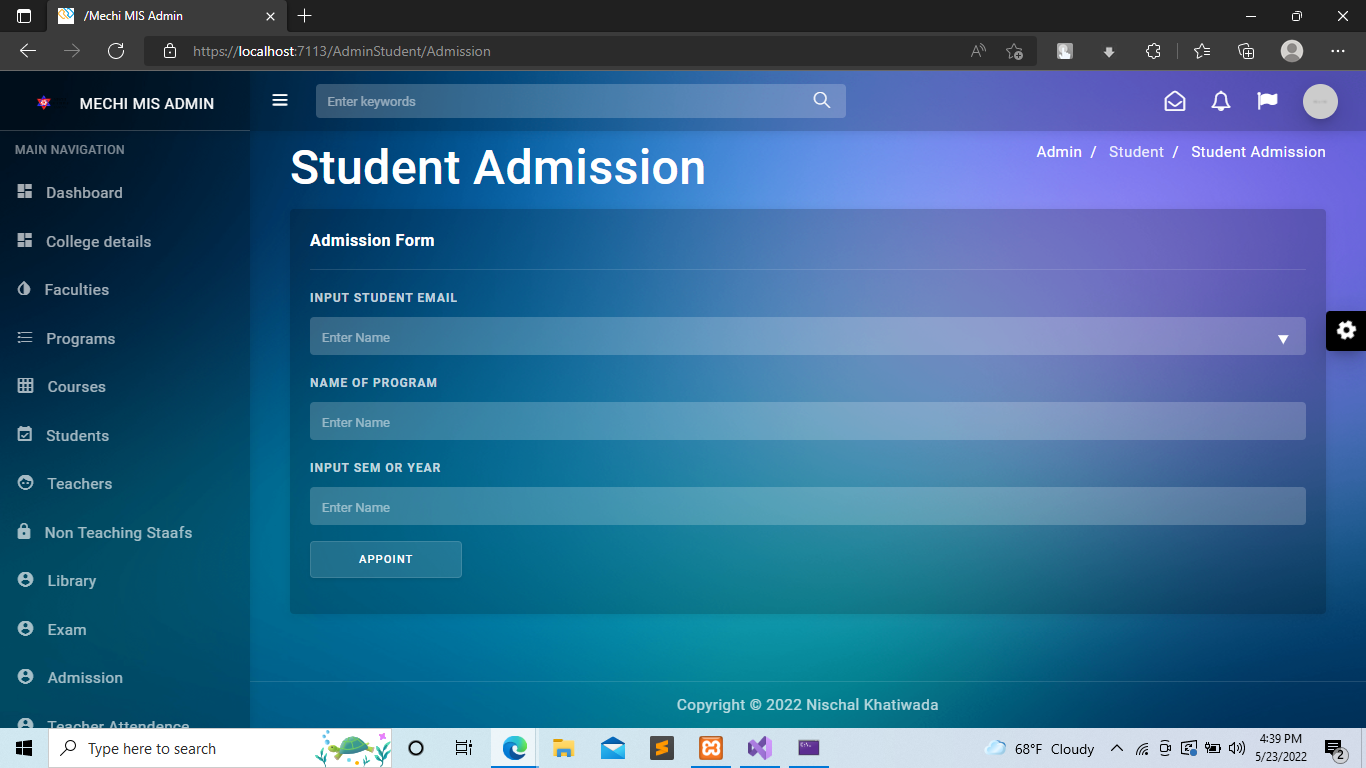 /Mechi MIS Admin
https://localhost:7113/AdminStudent/Admission
MECHI MIS ADMIN
Enter keywords
MAIN NAVIGATION
Dashboard
College details
Faculties
Programs
Courses
Students
Teachers
Non Teaching Staafs
Library
Exam
Admission
Teacher Attendence
Student Admission
Admin / Student / Student Admission
Admission Form
INPUT STUDENT EMAIL
Enter Name
NAME OF PROGRAM
Enter Name
INPUT SEM OR YEAR
Enter Name
APPOINT
Copyright © 2022 Nischal Khatiwada
Type here to search
68°F Cloudy
4:39 PM
5/23/2022
2